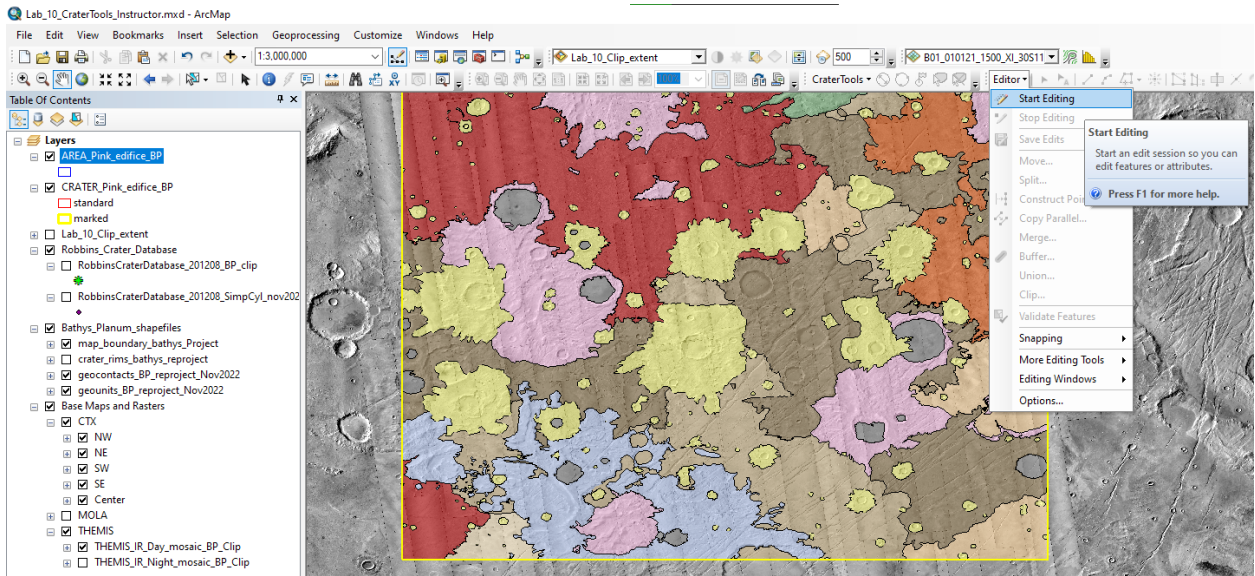 Lab_10_CraterTools_Instructor.mxd - ArcMap
File Edit View Bookmarks Insert Selection Geoprocessing Customize Windows Help
1:3,000,000 Lab_10_Clip_extent 500 B01_010121_1500_XI_30S11
CraterTools Editor
Table Of Contents
Layers
AREA_Pink_edifice_BP
CRATER_Pink_edifice_BP
standard
marked
Lab_10_Clip_extent
Robbins_Crater_Database
RobbinsCraterDatabase_201208_BP_clip
RobbinsCraterDatabase_201208_SimpCyl_nov202
Bathys_Planum_shapefiles
map_boundary_bathys_Project
crater_rims_bathys_reproject
geocontacts_BP_reproject_Nov2022
geounits_BP_reproject_Nov2022
Base Maps and Rasters
CTX
NW
NE
SW
SE
Center
MOLA
THEMIS
THEMIS_IR_Day_mosaic_BP_Clip
THEMIS_IR_Night_mosaic_BP_Clip
Start Editing
Stop Editing
Save Edits
Move...
Split...
Construct Poi
Copy Parallel...
Merge...
Buffer...
Union...
Clip...
Validate Features
Snapping
More Editing Tools
Editing Windows
Options...
Start Editing
Start an edit session so you can
edit features or attributes.
Press F1 for more help.